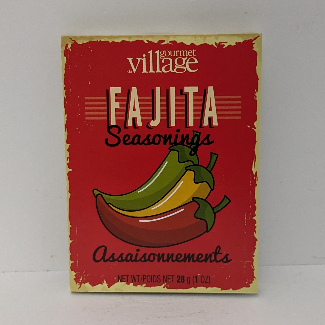 gourmet
village
FAJITA
Seasonings
Assaisonnements
NET WT/POIDS NET 28 g (1 OZ)